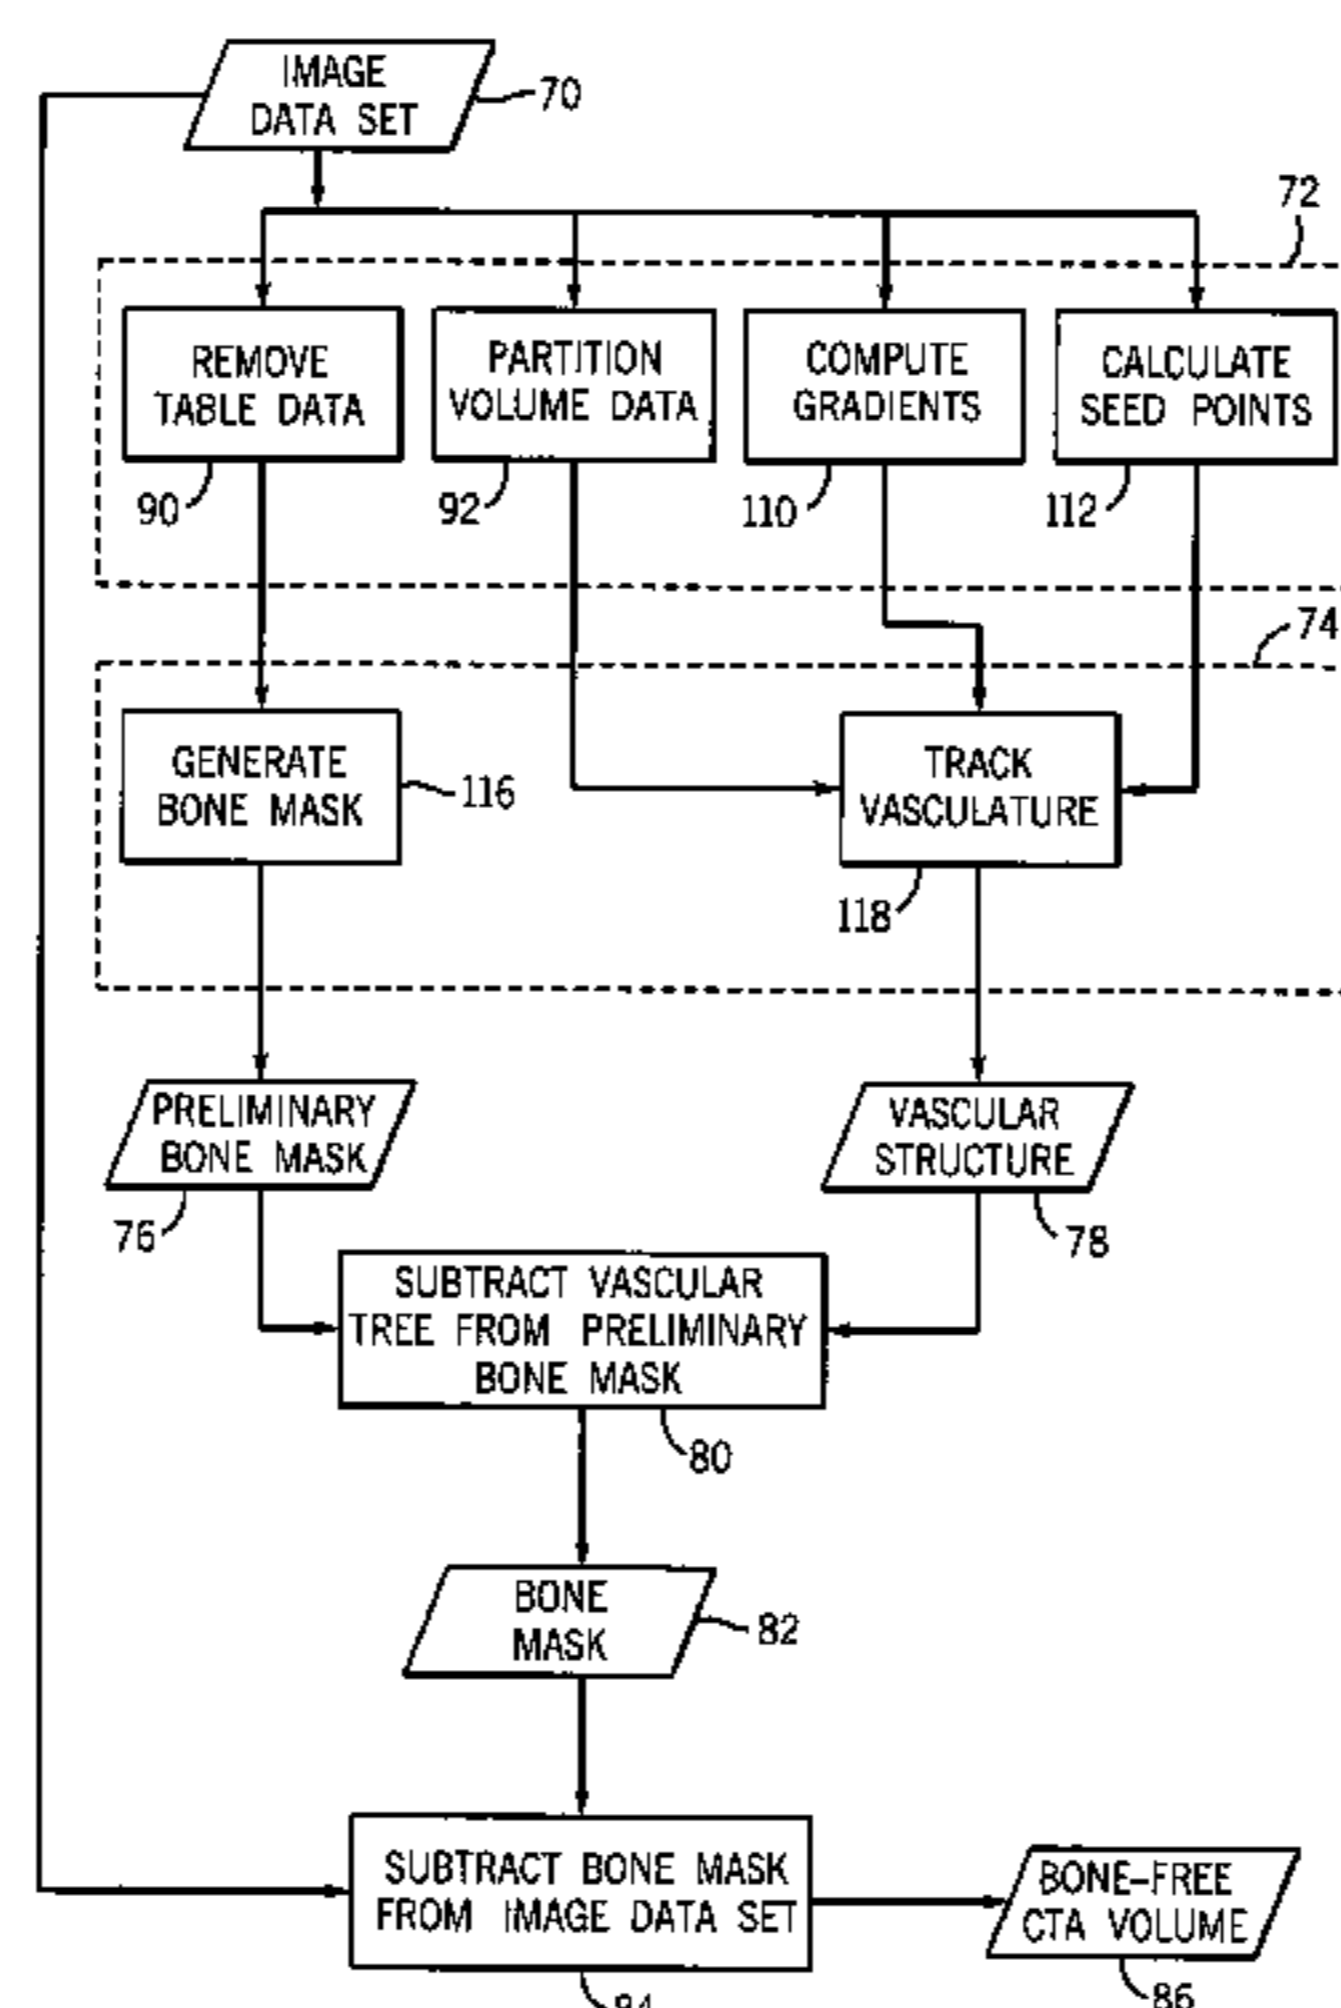 IMAGE
DATA SET
70
72
REMOVE
TABLE DATA
PARTITION
VOLUME DATA
COMPUTE
GRADIENTS
CALCULATE
SEED POINTS
90
92
110
112
74
GENERATE
BONE MASK
116
TRACK
VASCULATURE
118
PRELIMINARY
BONE MASK
VASCULAR
STRUCTURE
76
78
SUBTRACT VASCULAR
TREE FROM PRELIMINARY
BONE MASK
80
BONE
MASK
82
SUBTRACT BONE MASK
FROM IMAGE DATA SET
BONE-FREE
CTA VOLUME
84
86